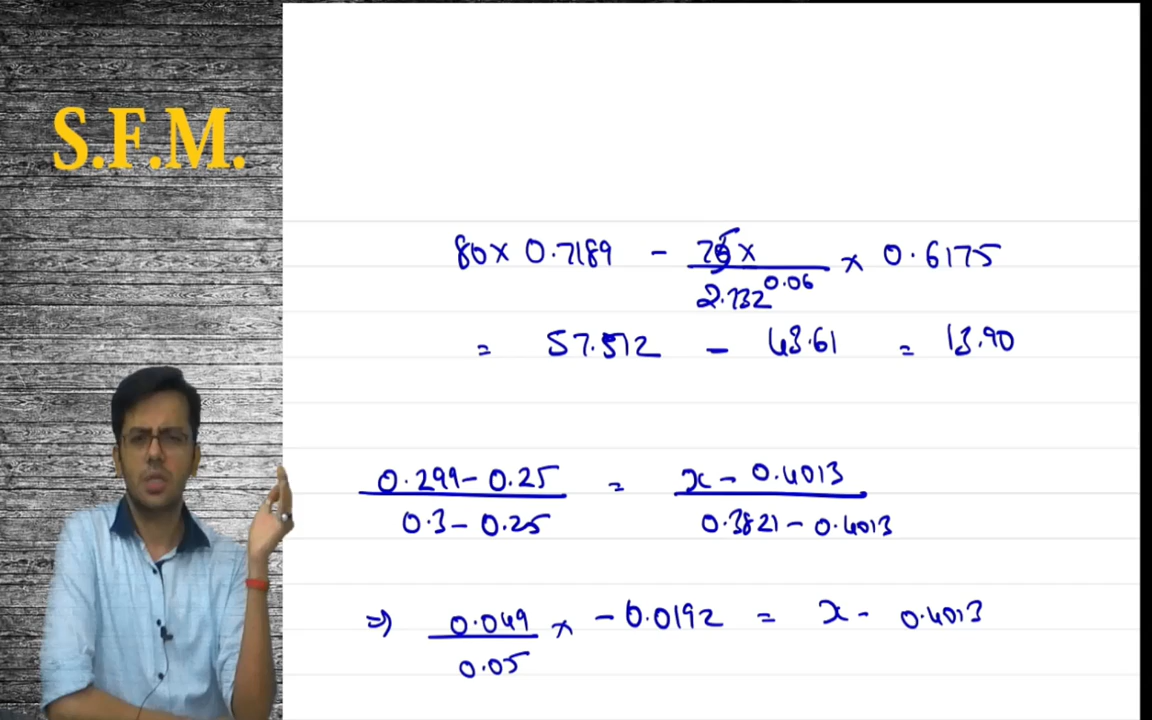 S.F.M.
80 × 0.7189 - 75 × / 2.732^0.06 × 0.6175
= 57.512 - 43.61 = 13.90
0.299 - 0.25 / 0.3 - 0.25 = x - 0.4013 / 0.3821 - 0.4013
⇒ 0.049 / 0.05 × - 0.0192 = x - 0.4013